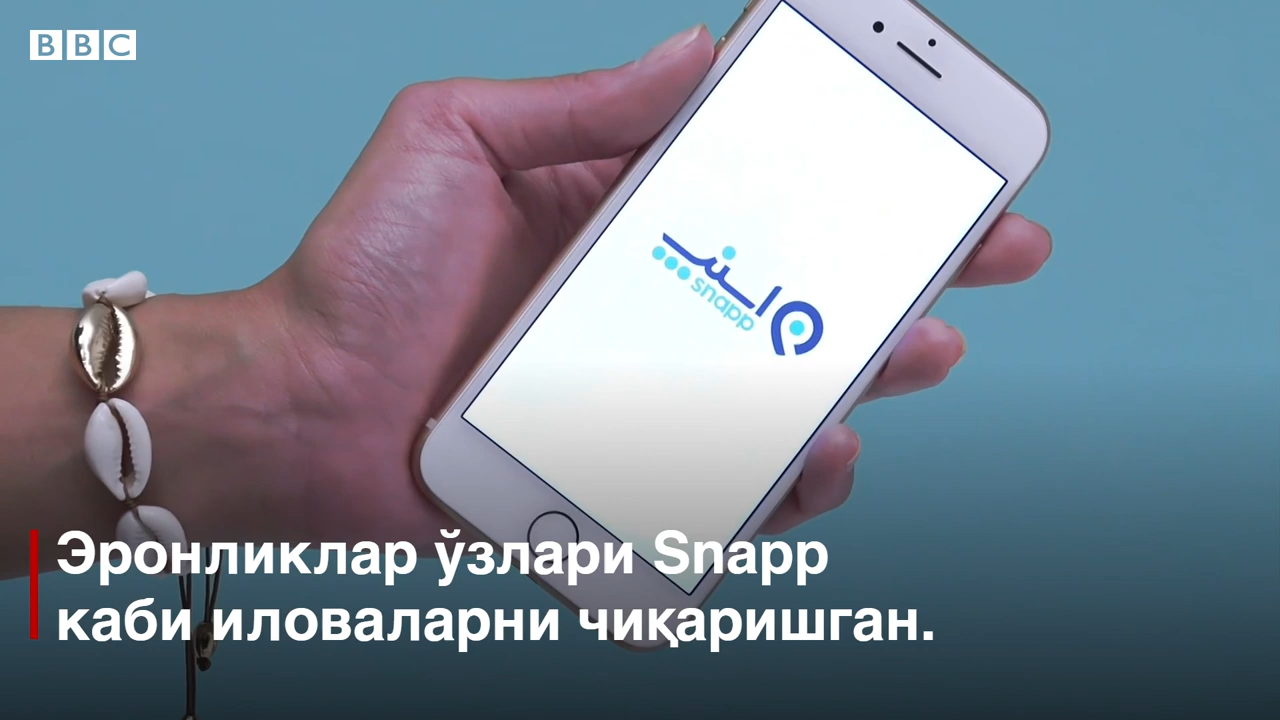 BBC
اسنپ
snapp
Эронликлар ўзлари Snapp
каби иловаларни чиқаришган.